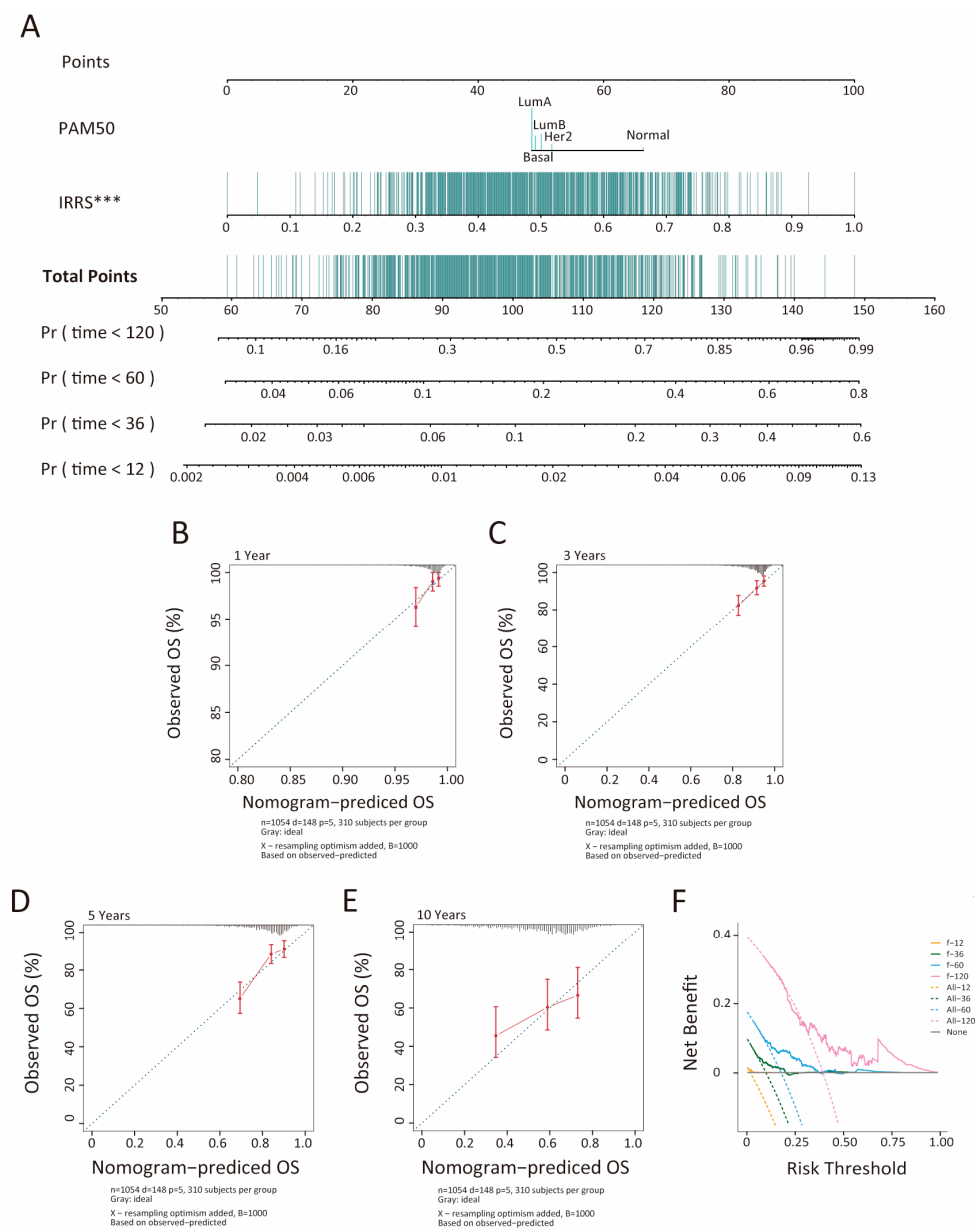 A
Points
0 20 40 60 80 100
PAM50
LumA
LumB
Her2
Normal
Basal
IRRS***
0 0.1 0.2 0.3 0.4 0.5 0.6 0.7 0.8 0.9 1.0
Total Points
50 60 70 80 90 100 110 120 130 140 150 160
Pr ( time < 120 )
0.1 0.16 0.3 0.5 0.7 0.85 0.96 0.99
Pr ( time < 60 )
0.04 0.06 0.1 0.2 0.4 0.6 0.8
Pr ( time < 36 )
0.02 0.03 0.06 0.1 0.2 0.3 0.4 0.6
Pr ( time < 12 )
0.002 0.004 0.006 0.01 0.02 0.04 0.06 0.09 0.13
B
1 Year
Observed OS (%)
100
95
90
85
80
0.80 0.85 0.90 0.95 1.00
Nomogram-prediced OS
n=1054 d=148 p=5, 310 subjects per group
Gray: ideal
X - resampling optimism added, B=1000
Based on observed-predicted
C
3 Years
Observed OS (%)
100
80
60
40
20
0
0 0.2 0.4 0.6 0.8 1.0
Nomogram-prediced OS
n=1054 d=148 p=5, 310 subjects per group
Gray: ideal
X - resampling optimism added, B=1000
Based on observed-predicted
D
5 Years
Observed OS (%)
100
80
60
40
20
0
0 0.2 0.4 0.6 0.8 1.0
Nomogram-prediced OS
n=1054 d=148 p=5, 310 subjects per group
Gray: ideal
X - resampling optimism added, B=1000
Based on observed-predicted
E
10 Years
Observed OS (%)
100
80
60
40
20
0
0 0.2 0.4 0.6 0.8 1.0
Nomogram-prediced OS
n=1054 d=148 p=5, 310 subjects per group
Gray: ideal
X - resampling optimism added, B=1000
Based on observed-predicted
F
Net Benefit
0.4
0.2
0
0 0.25 0.50 0.75 1.00
Risk Threshold
f-12
f-36
f-60
f-120
All-12
All-36
All-60
All-120
None